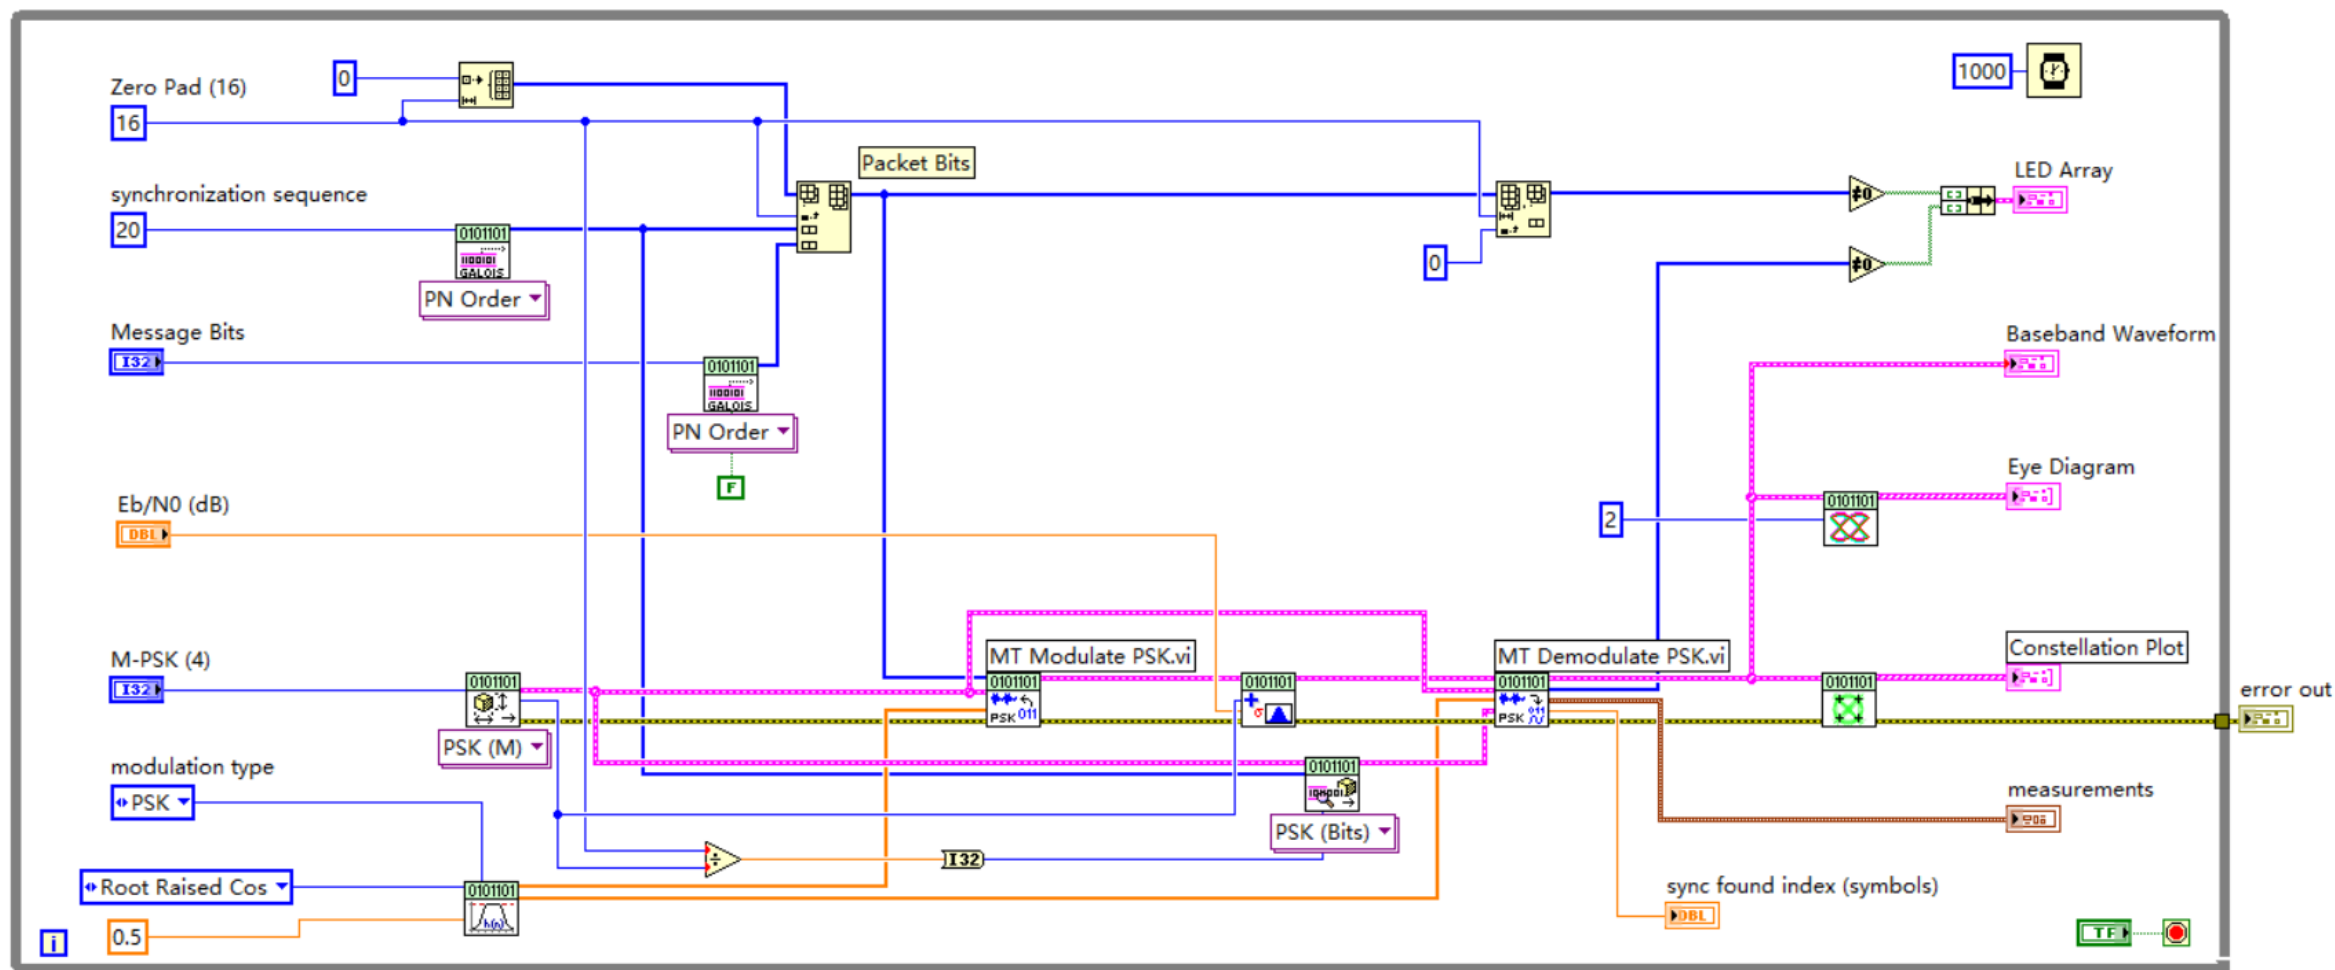 Zero Pad (16)
0
16
1000
Packet Bits
LED Array
synchronization sequence
20
0101101
GALOIS
PN Order
0
≠0
≠0
Message Bits
I32
0101101
GALOIS
PN Order
F
Baseband Waveform
Eye Diagram
0101101
2
Eb/N0 (dB)
DBL
M-PSK (4)
I32
0101101
PSK (M)
MT Modulate PSK.vi
0101101
PSK 011
0101101
σ
MT Demodulate PSK.vi
0101101
PSK
Constellation Plot
0101101
error out
modulation type
PSK
0101101
PSK (Bits)
measurements
÷
I32
Root Raised Cos
0101101
h(n)
0.5
i
sync found index (symbols)
DBL
TF